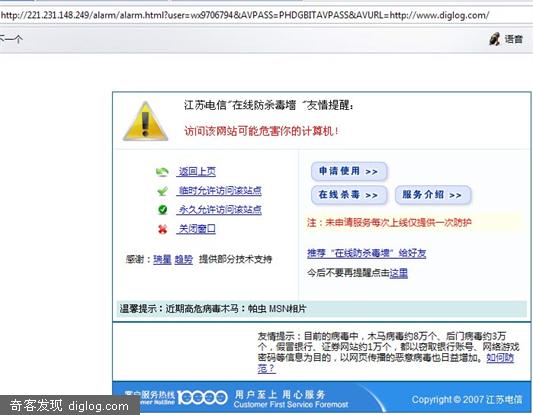 http://221.231.148.249/alarm/alarm.html?user=wx9706794&AVPASS=PHDGBITAVPASS&AVURL=http://www.diglog.com/
下一个
语音
江苏电信"在线防杀毒墙 "友情提醒:
访问该网站可能危害你的计算机!
返回上页
临时允许访问该站点
永久允许访问该站点
关闭窗口
感谢: 瑞星 趋势 提供部分技术支持
申请使用 >>
在线杀毒 >>
服务介绍 >>
注: 未申请服务每次上线仅提供一次防护
推荐"在线防杀毒墙"给好友
今后不要再提醒点击这里
温馨提示: 近期高危病毒木马: 帕虫 MSN相片
友情提示: 目前的病毒中, 木马病毒约8万个、后门病毒约3万
个, 假冒银行、证券网站约1万个, 都以窃取银行账号、网络游戏
密码等信息为目的, 以网页传播的恶意病毒也日益增加。如何防
范?
客户服务热线
Customer Hotline
10000
用户至上 用心服务
Customer First Service Foremost
Copyright © 2007 江苏电信
奇客发现 diglog.com